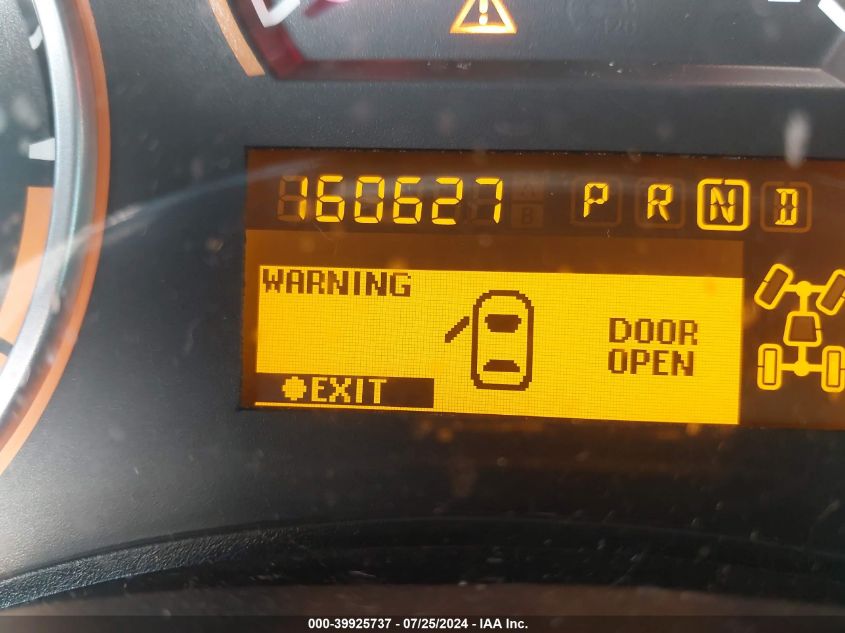 160627 P R N D
WARNING
DOOR
OPEN
EXIT
000-39925737 - 07/25/2024 - IAA Inc.